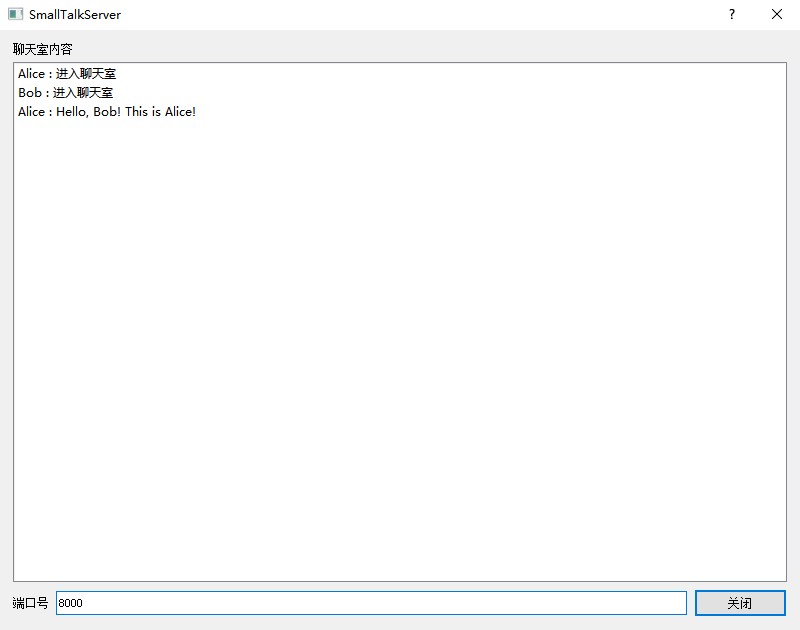 SmallTalkServer
聊天室内容
Alice : 进入聊天室
Bob : 进入聊天室
Alice : Hello, Bob! This is Alice!
端口号 8000 关闭